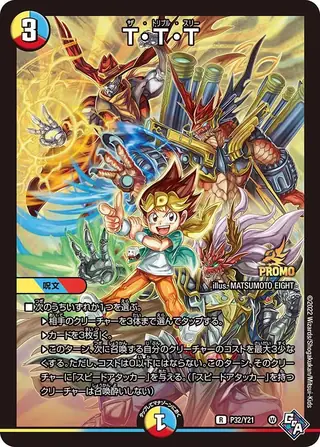 ザ・トリプル・スリー
3
T・T・T
PROMO
illus. MATSUMOTO EIGHT
呪文
■次のうちいずれか1つを選ぶ。
▶相手のクリーチャーを3体まで選んでタップする。
▶カードを3枚引く。
▶このターン、次に召喚する自分のクリーチャーのコストを最大3少な
くする。ただし、コストは0以下にはならない。このターン、そのクリー
チャーに「スピードアタッカー」を与える。(「スピードアタッカー」を持つ
クリーチャーは召喚酔いしない)
1
R P32/Y21 W
©2022 Wizards/Shogakukan/Mitsui-Kids